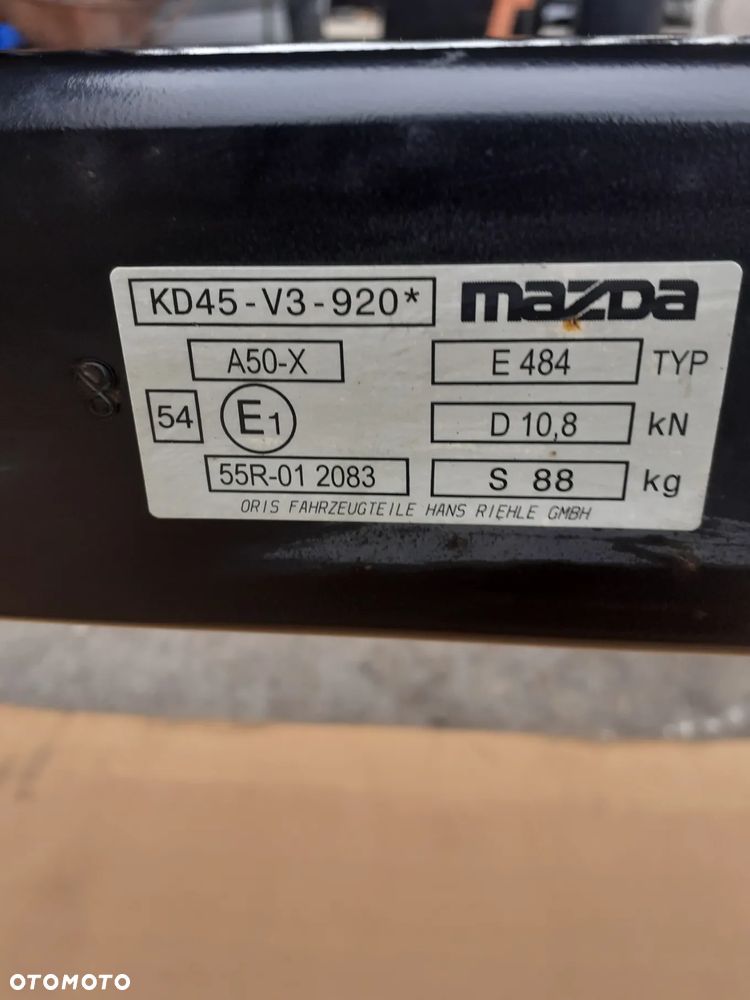 KD45-V3-920* mazDa
A50-X E 484 TYP
54 E1 D 10,8 kN
55R-01 2083 S 88 kg
ORIS FAHRZEUGTEILE HANS RIEHLE GMBH
OTOMOTO